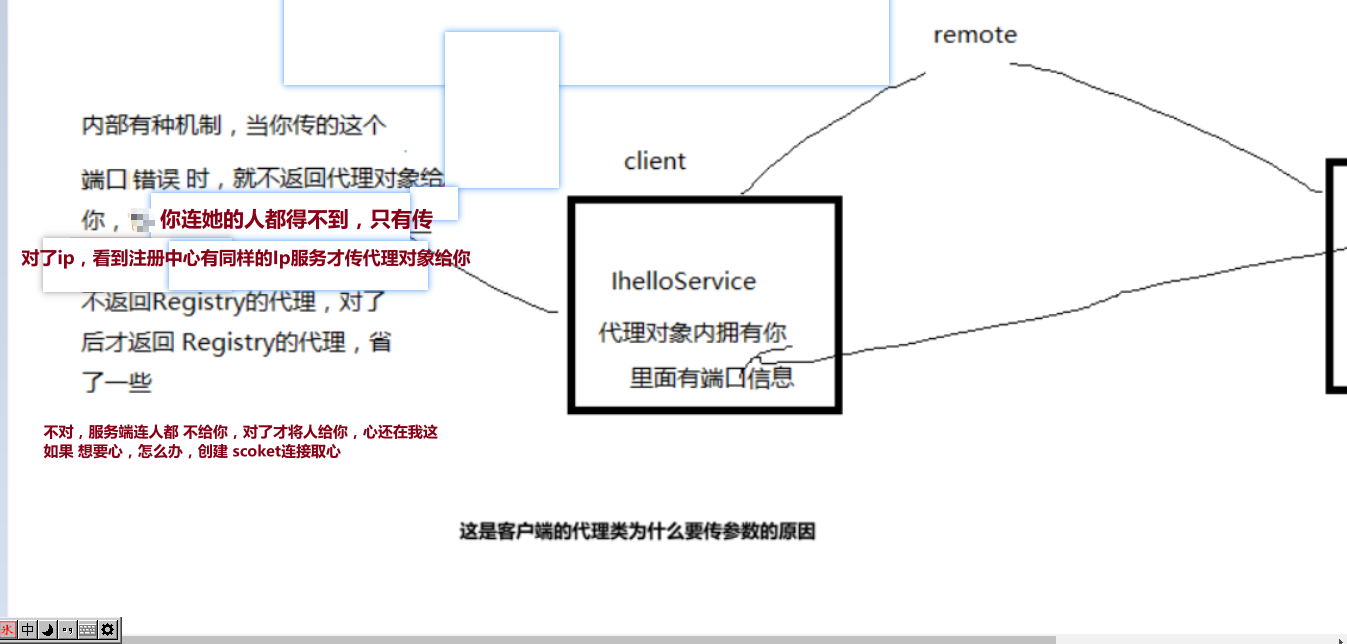 remote
client
内部有种机制，当你传的这个
端口 错误 时，就不返回代理对象给
你， 你连她的人都得不到，只有传
对了ip，看到注册中心有同样的Ip服务才传代理对象给你
不返回Registry的代理，对了
后才返回 Registry的代理，省
了一些
IhelloService
代理对象内拥有你
里面有端口信息
不对，服务端连人都 不给你，对了才将人给你，心还在我这
如果 想要心，怎么办，创建 scoket连接取心
这是客户端的代理类为什么要传参数的原因
中